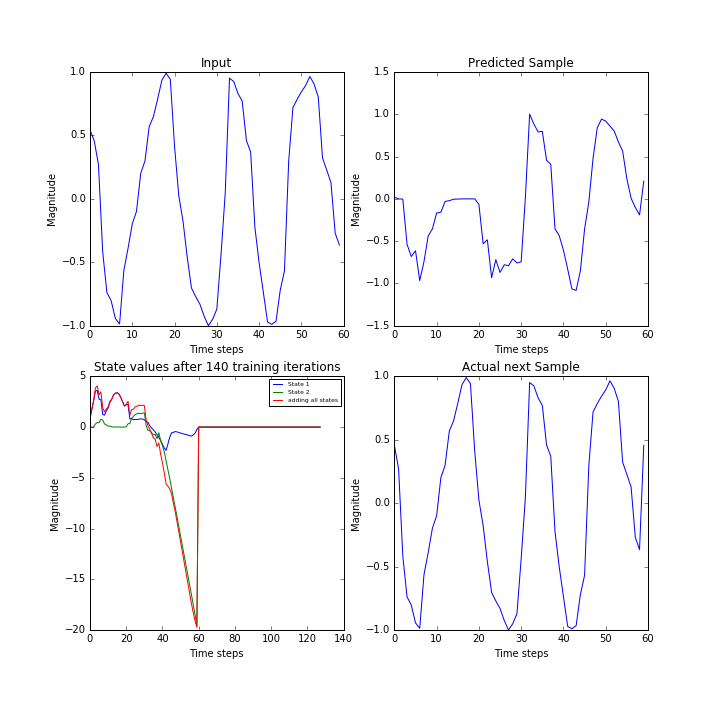 Input
1.0
0.5
0.0
−0.5
−1.0
Magnitude
0 10 20 30 40 50 60
Time steps
Predicted Sample
1.5
1.0
0.5
0.0
−0.5
−1.0
−1.5
Magnitude
0 10 20 30 40 50 60
Time steps
State values after 140 training iterations
State 1
State 2
adding all states
5
0
−5
−10
−15
−20
Magnitude
0 20 40 60 80 100 120 140
Time steps
Actual next Sample
1.0
0.5
0.0
−0.5
−1.0
Magnitude
0 10 20 30 40 50 60
Time steps